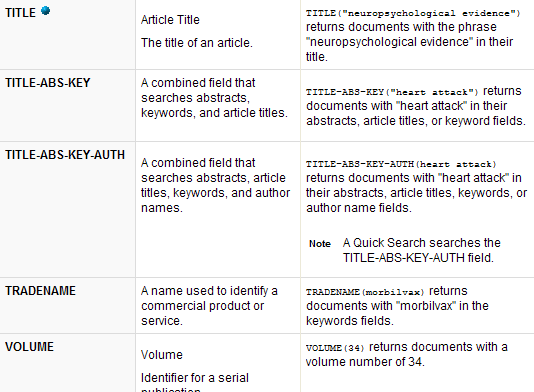 TITLE
Article Title
The title of an article.
TITLE("neuropsychological evidence")
returns documents with the phrase
"neuropsychological evidence" in their
title.
TITLE-ABS-KEY
A combined field that
searches abstracts,
keywords, and article titles.
TITLE-ABS-KEY("heart attack") returns
documents with "heart attack" in their
abstracts, article titles, or keyword fields.
TITLE-ABS-KEY-AUTH
A combined field that
searches abstracts, article
titles, keywords, and author
names.
TITLE-ABS-KEY-AUTH(heart attack)
returns documents with "heart attack" in
their abstracts, article titles, keywords, or
author name fields.
Note A Quick Search searches the
TITLE-ABS-KEY-AUTH field.
TRADENAME
A name used to identify a
commercial product or
service.
TRADENAME(morbilvax) returns
documents with "morbilvax" in the
keywords fields.
VOLUME
Volume
Identifier for a serial
publication
VOLUME(34) returns documents with a
volume number of 34.